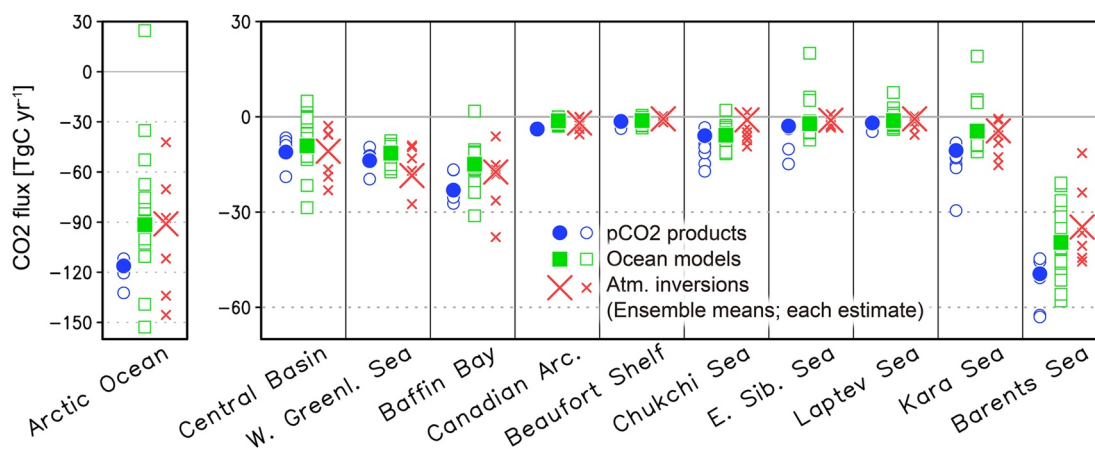 CO2 flux [TgC yr⁻¹]
30
0
−30
−60
−90
−120
−150
Arctic Ocean
30
0
−30
−60
pCO2 products
Ocean models
Atm. inversions
(Ensemble means; each estimate)
Central Basin
W. Greenl. Sea
Baffin Bay
Canadian Arc.
Beaufort Shelf
Chukchi Sea
E. Sib. Sea
Laptev Sea
Kara Sea
Barents Sea